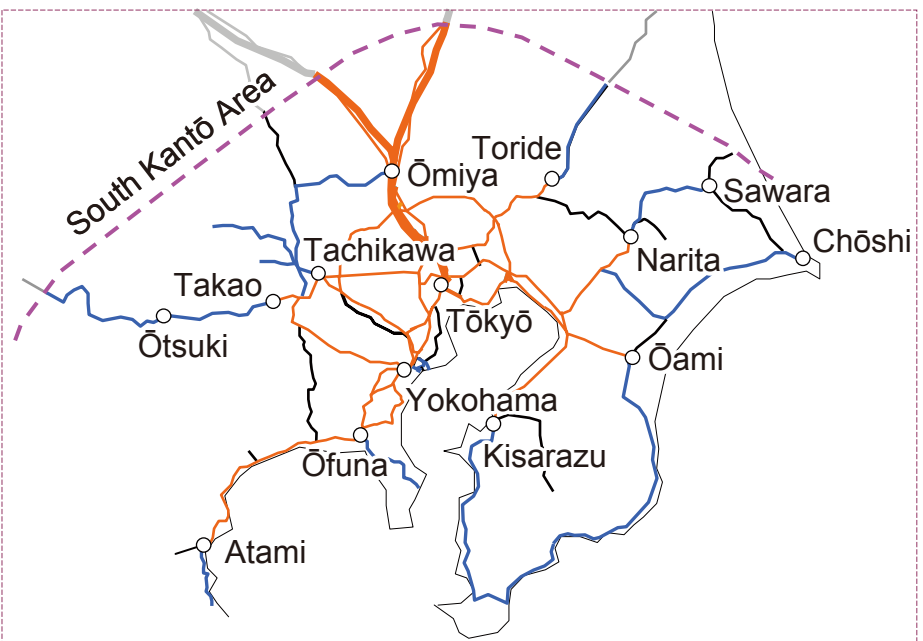 South Kantō Area
Toride
Ōmiya
Sawara
Tachikawa
Narita
Chōshi
Takao
Tōkyō
Ōtsuki
Ōami
Yokohama
Ōfuna
Kisarazu
Atami